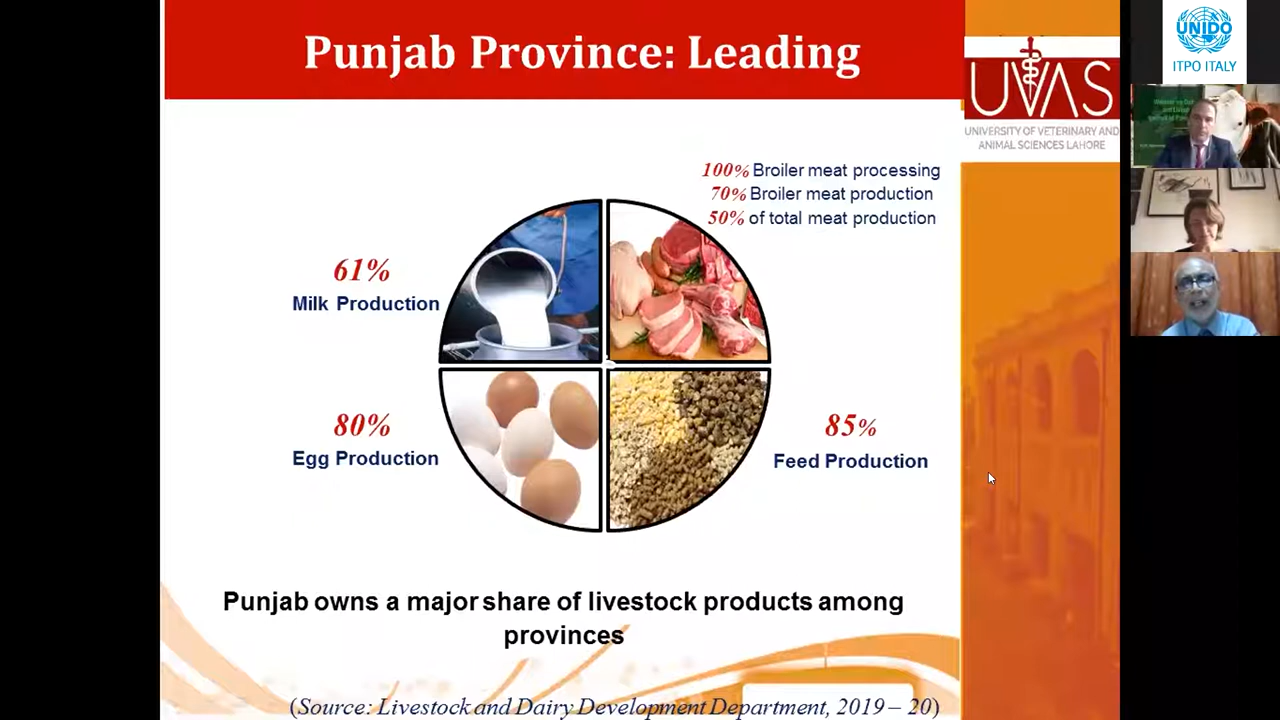 Punjab Province: Leading
UVAS
UNIVERSITY OF VETERINARY AND
ANIMAL SCIENCES LAHORE
UNIDO
ITPO ITALY
100% Broiler meat processing
70% Broiler meat production
50% of total meat production
61%
Milk Production
80%
Egg Production
85%
Feed Production
Punjab owns a major share of livestock products among
provinces
(Source: Livestock and Dairy Development Department, 2019 – 20)